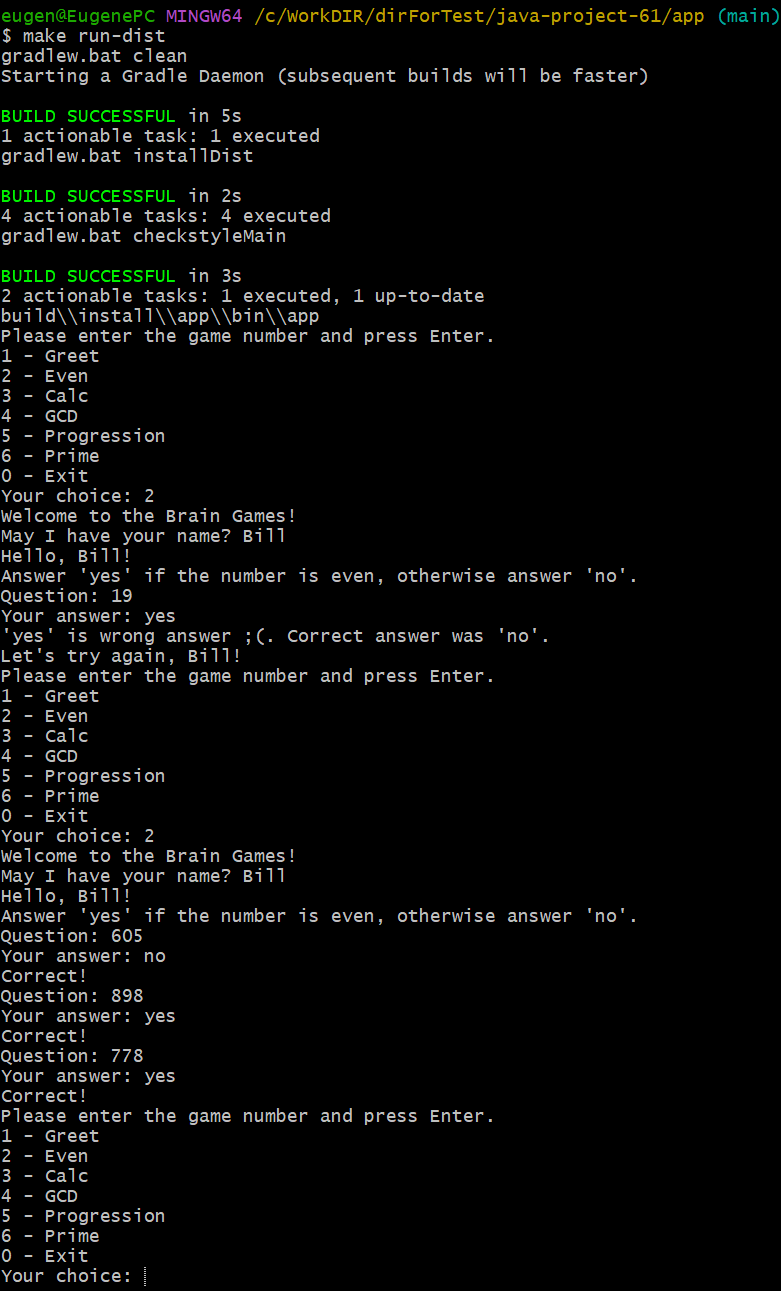 eugen@EugenePC MINGW64 /c/WorkDIR/dirForTest/java-project-61/app (main)
$ make run-dist
gradlew.bat clean
Starting a Gradle Daemon (subsequent builds will be faster)
BUILD SUCCESSFUL in 5s
1 actionable task: 1 executed
gradlew.bat installDist
BUILD SUCCESSFUL in 2s
4 actionable tasks: 4 executed
gradlew.bat checkstyleMain
BUILD SUCCESSFUL in 3s
2 actionable tasks: 1 executed, 1 up-to-date
build\\install\\app\\bin\\app
Please enter the game number and press Enter.
1 - Greet
2 - Even
3 - Calc
4 - GCD
5 - Progression
6 - Prime
0 - Exit
Your choice: 2
Welcome to the Brain Games!
May I have your name? Bill
Hello, Bill!
Answer 'yes' if the number is even, otherwise answer 'no'.
Question: 19
Your answer: yes
'yes' is wrong answer ;(. Correct answer was 'no'.
Let's try again, Bill!
Please enter the game number and press Enter.
1 - Greet
2 - Even
3 - Calc
4 - GCD
5 - Progression
6 - Prime
0 - Exit
Your choice: 2
Welcome to the Brain Games!
May I have your name? Bill
Hello, Bill!
Answer 'yes' if the number is even, otherwise answer 'no'.
Question: 605
Your answer: no
Correct!
Question: 898
Your answer: yes
Correct!
Question: 778
Your answer: yes
Correct!
Please enter the game number and press Enter.
1 - Greet
2 - Even
3 - Calc
4 - GCD
5 - Progression
6 - Prime
0 - Exit
Your choice: